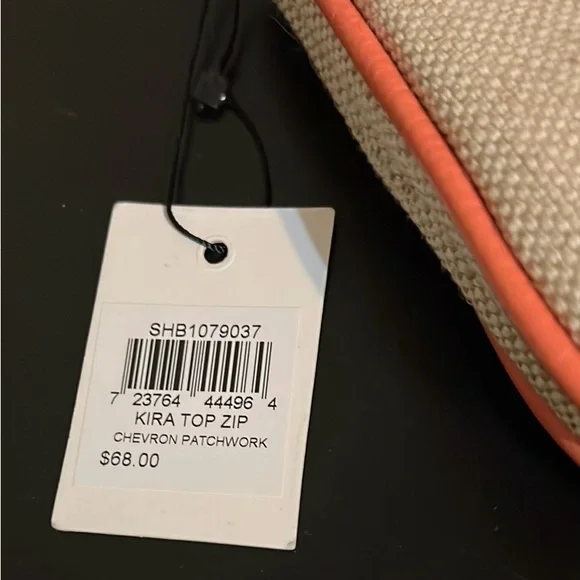 SHB1079037
7 23764 44496 4
KIRA TOP ZIP
CHEVRON PATCHWORK
$68.00